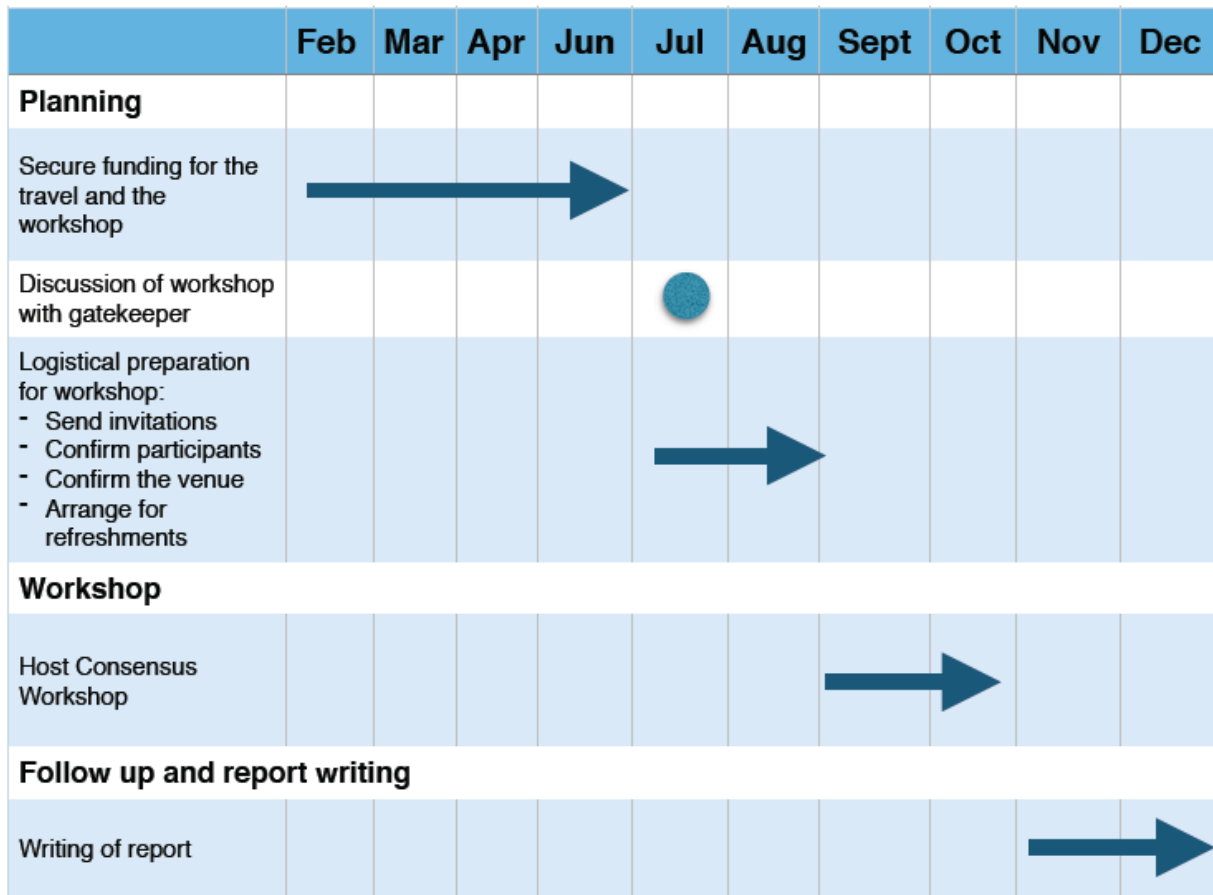 Feb Mar Apr Jun Jul Aug Sept Oct Nov Dec
Planning
Secure funding for the
travel and the
workshop
Discussion of workshop
with gatekeeper
Logistical preparation
for workshop:
- Send invitations
- Confirm participants
- Confirm the venue
- Arrange for
refreshments
Workshop
Host Consensus
Workshop
Follow up and report writing
Writing of report